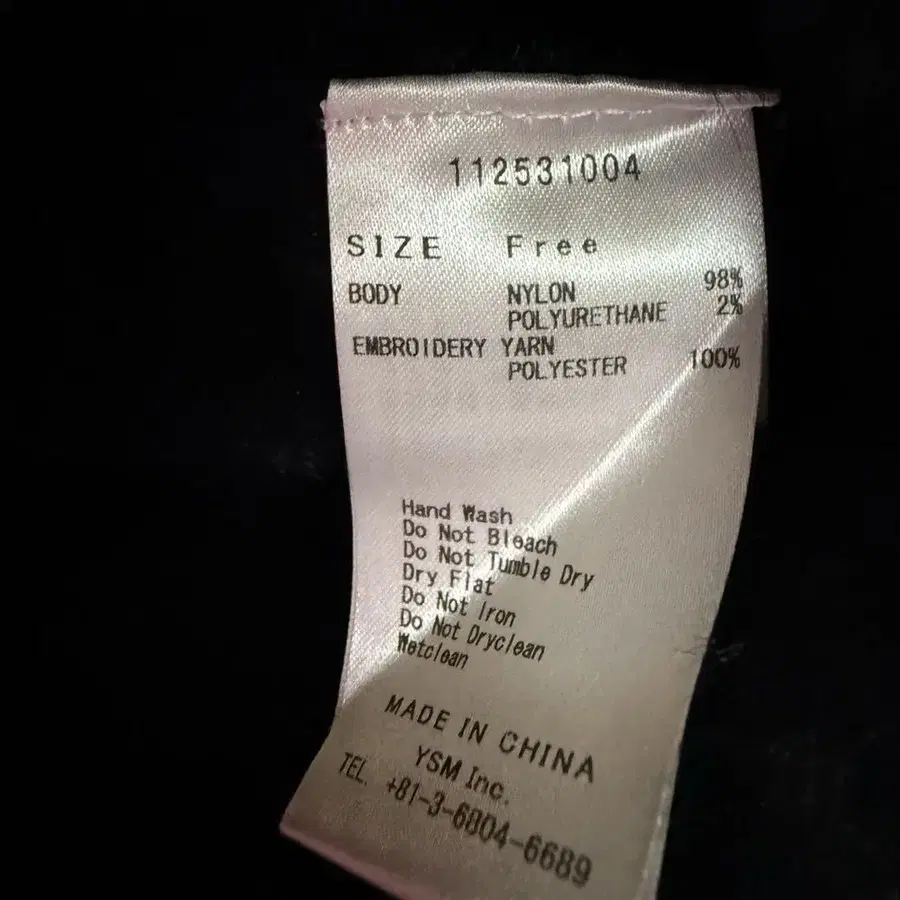 112531004
SIZE Free
BODY NYLON 98%
POLYURETHANE 2%
EMBROIDERY YARN
POLYESTER 100%
Hand Wash
Do Not Bleach
Do Not Tumble Dry
Dry Flat
Do Not Iron
Do Not Dryclean
Wetclean
MADE IN CHINA
YSM Inc.
TEL. +81-3-6804-6689